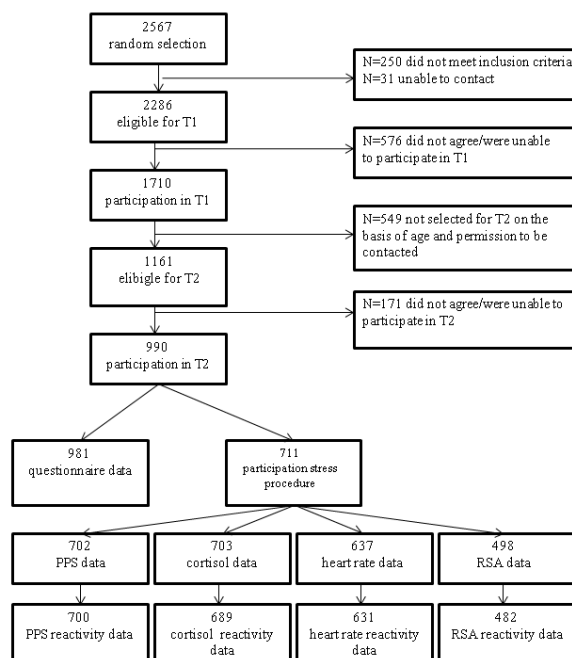 2567
random selection
N=250 did not meet inclusion criteria
N=31 unable to contact
2286
eligible for T1
N=576 did not agree/were unable
to participate in T1
1710
participation in T1
N=549 not selected for T2 on the
basis of age and permission to be
contacted
1161
elibigle for T2
N=171 did not agree/were unable to
participate in T2
990
participation in T2
981
questionnaire data
711
participation stress
procedure
702
PPS data
703
cortisol data
637
heart rate data
498
RSA data
700
PPS reactivity data
689
cortisol reactivity data
631
heart rate reactivity
data
482
RSA reactivity data